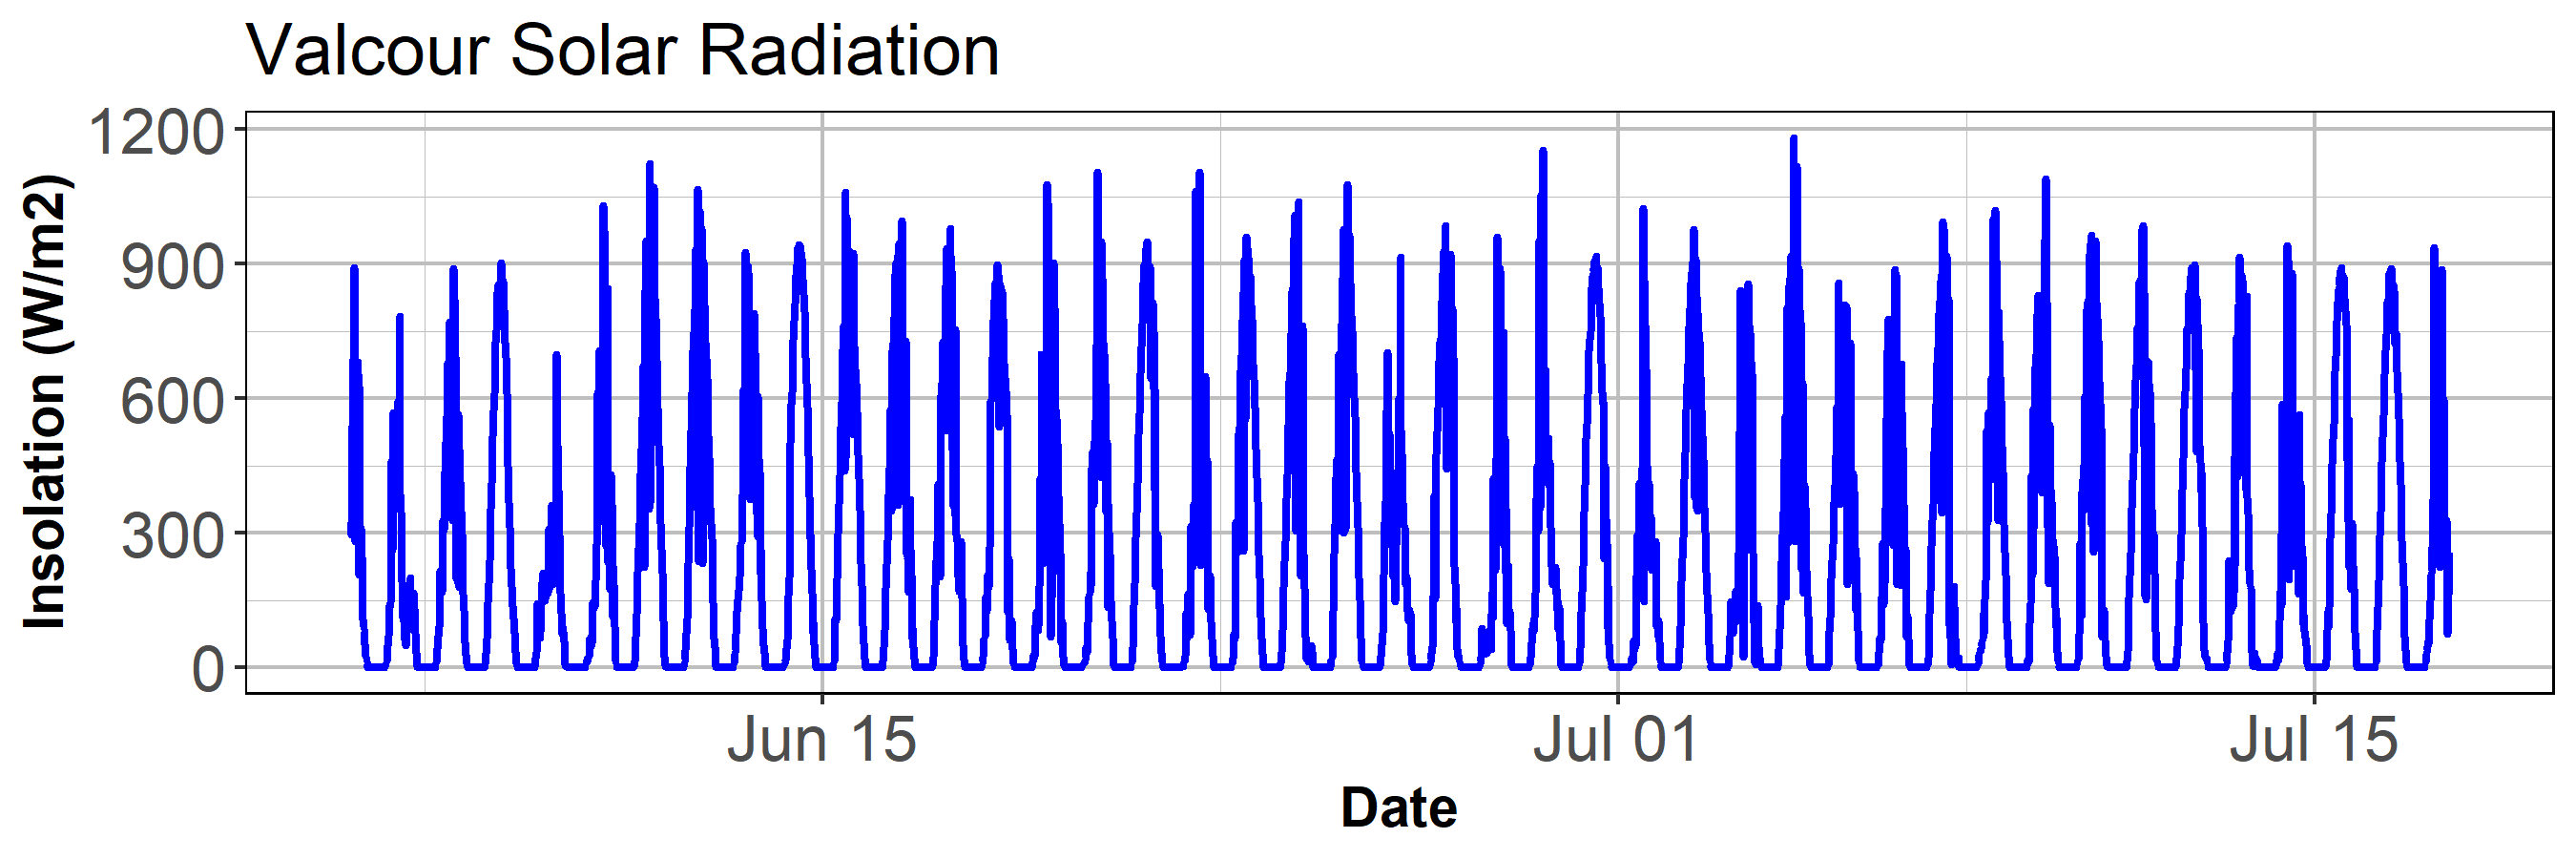 Valcour Solar Radiation
1200
900
600
300
0
Insolation (W/m2)
Jun 15
Jul 01
Jul 15
Date